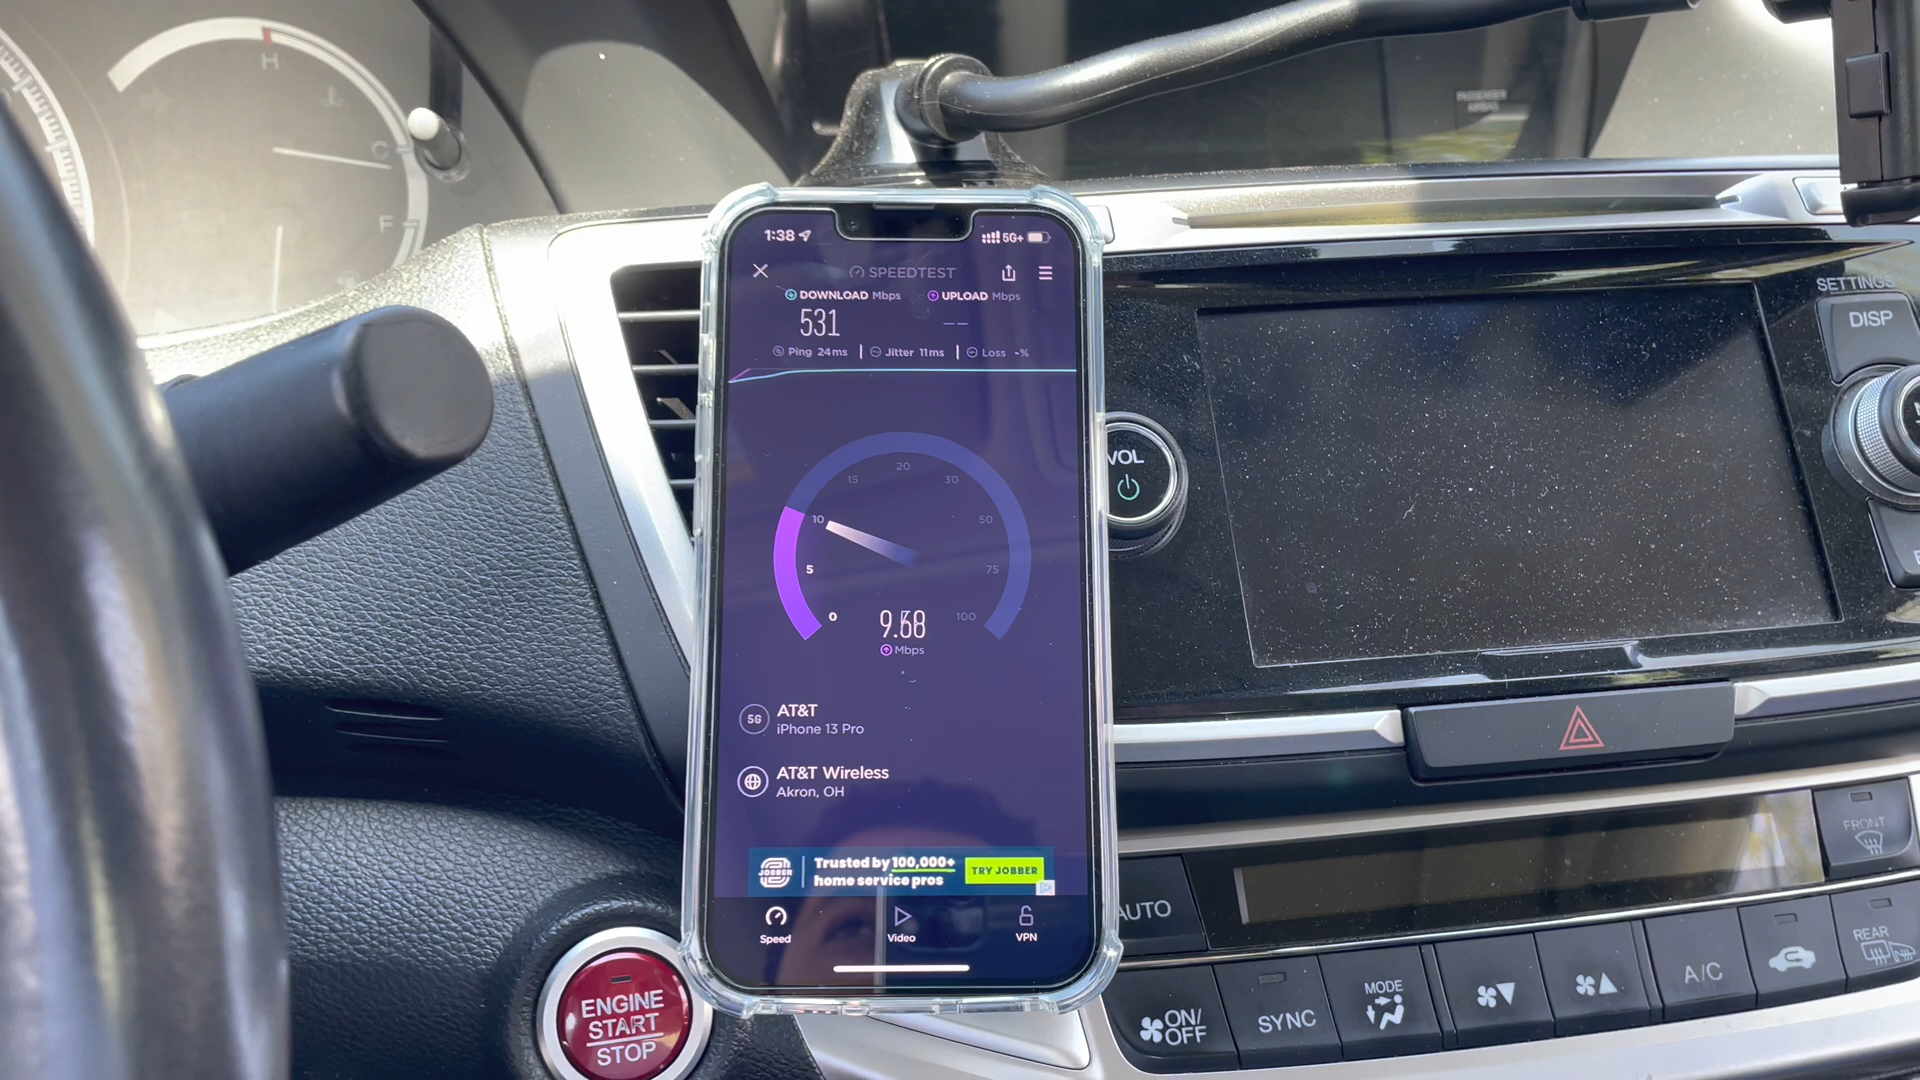 H
C
F
PASSENGER
AIRBAG
1:38
5G+
SPEEDTEST
DOWNLOAD Mbps
UPLOAD Mbps
531
--
Ping 24ms | Jitter 11ms | Loss -%
20
15
30
10
50
5
75
0
100
9.68
Mbps
5G
AT&T
iPhone 13 Pro
AT&T Wireless
Akron, OH
JOBBER
Trusted by 100,000+
home service pros
TRY JOBBER
Speed
Video
VPN
VOL
SETTINGS
DISP
ENGINE
START
STOP
AUTO
FRONT
ON/
OFF
SYNC
MODE
A/C
REAR